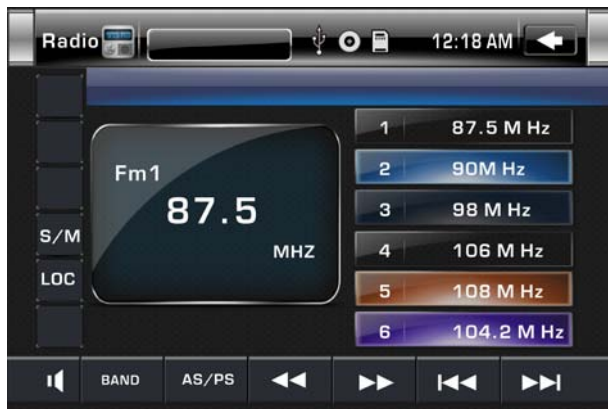 Radio
12:18 AM
Fm1
87.5
MHZ
S/M
LOC
1 87.5 M Hz
2 90M Hz
3 98 M Hz
4 106 M Hz
5 108 M Hz
6 104.2 M Hz
BAND AS/PS